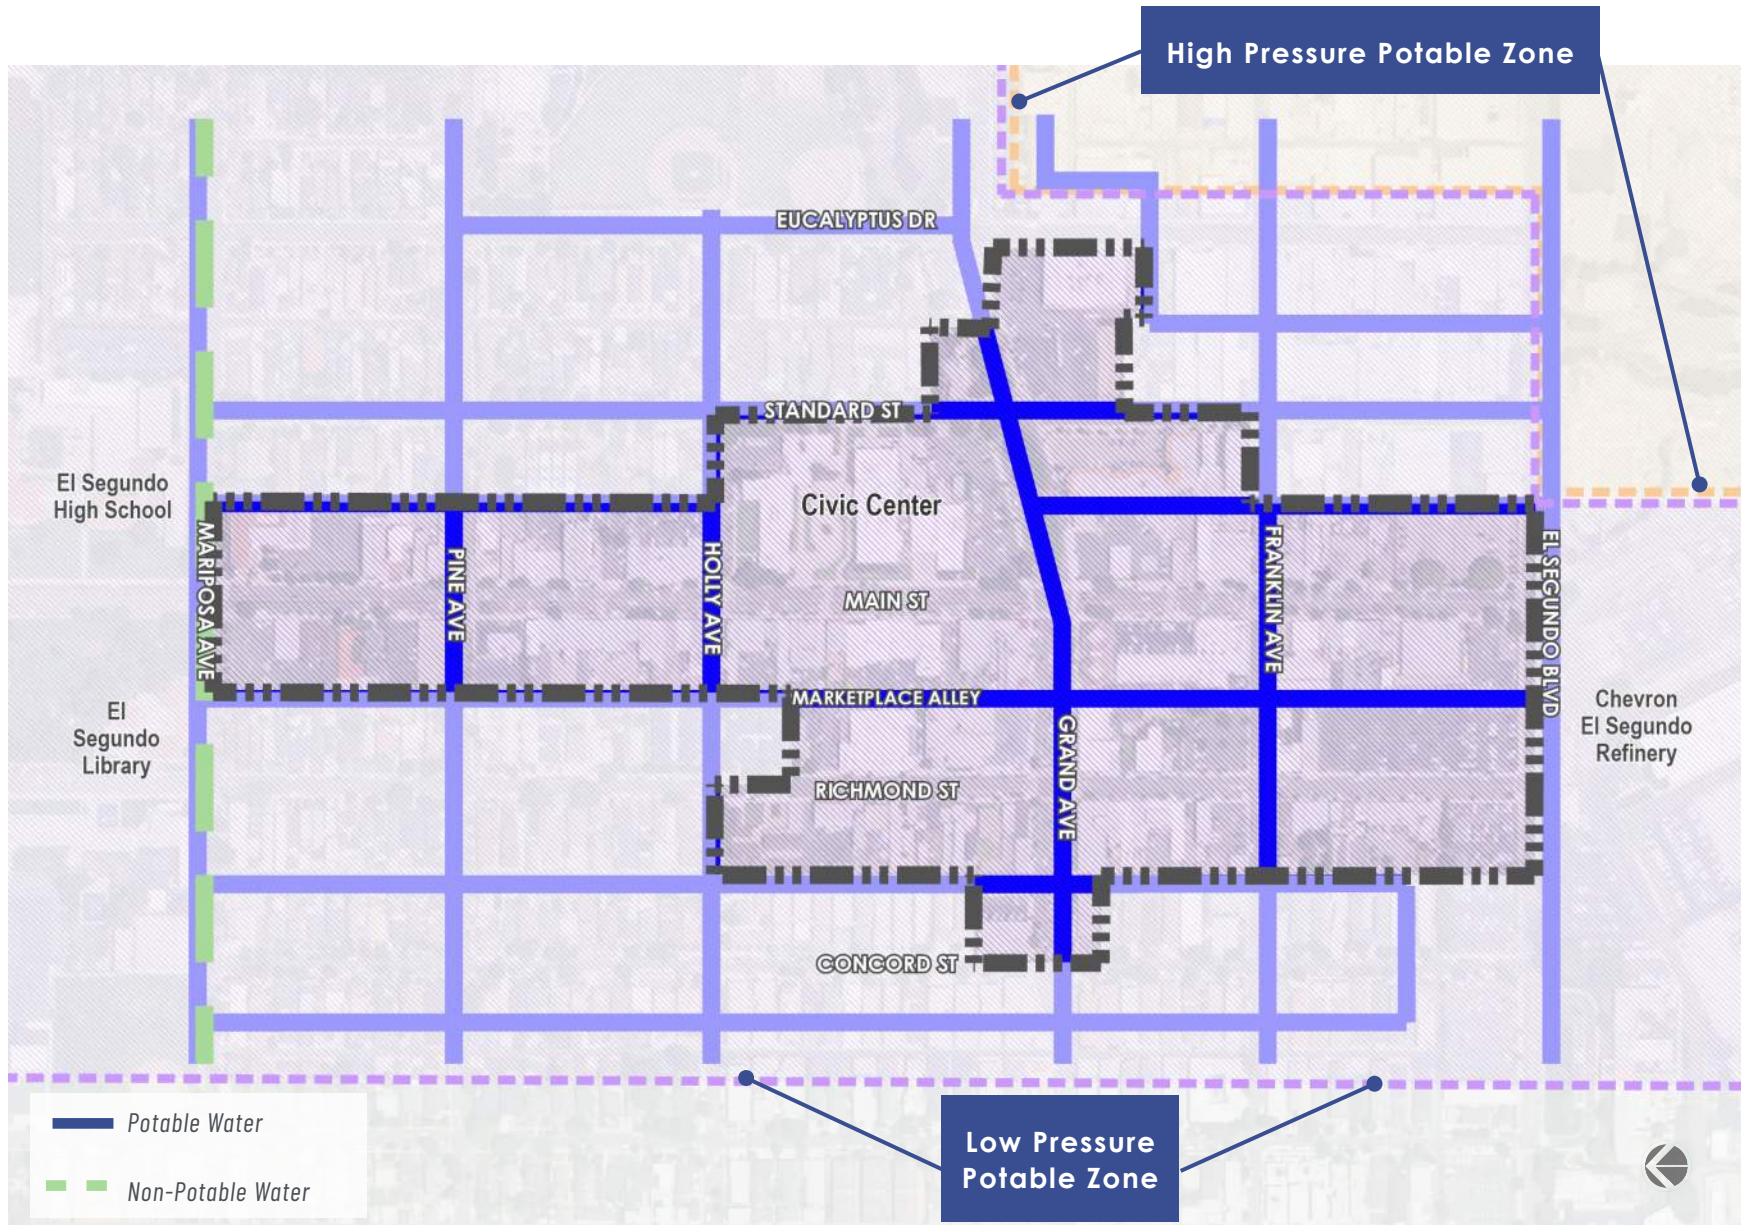 High Pressure Potable Zone
EUCALYPTUS DR
STANDARD ST
El Segundo
High School
Civic Center
MARIPOSA AVE
PINE AVE
HOLLY AVE
MAIN ST
FRANKLIN AVE
EL SEGUNDO BLVD
MARKETPLACE ALLEY
El
Segundo
Library
Chevron
El Segundo
Refinery
GRAND AVE
RICHMOND ST
CONCORD ST
Potable Water
Non-Potable Water
Low Pressure
Potable Zone